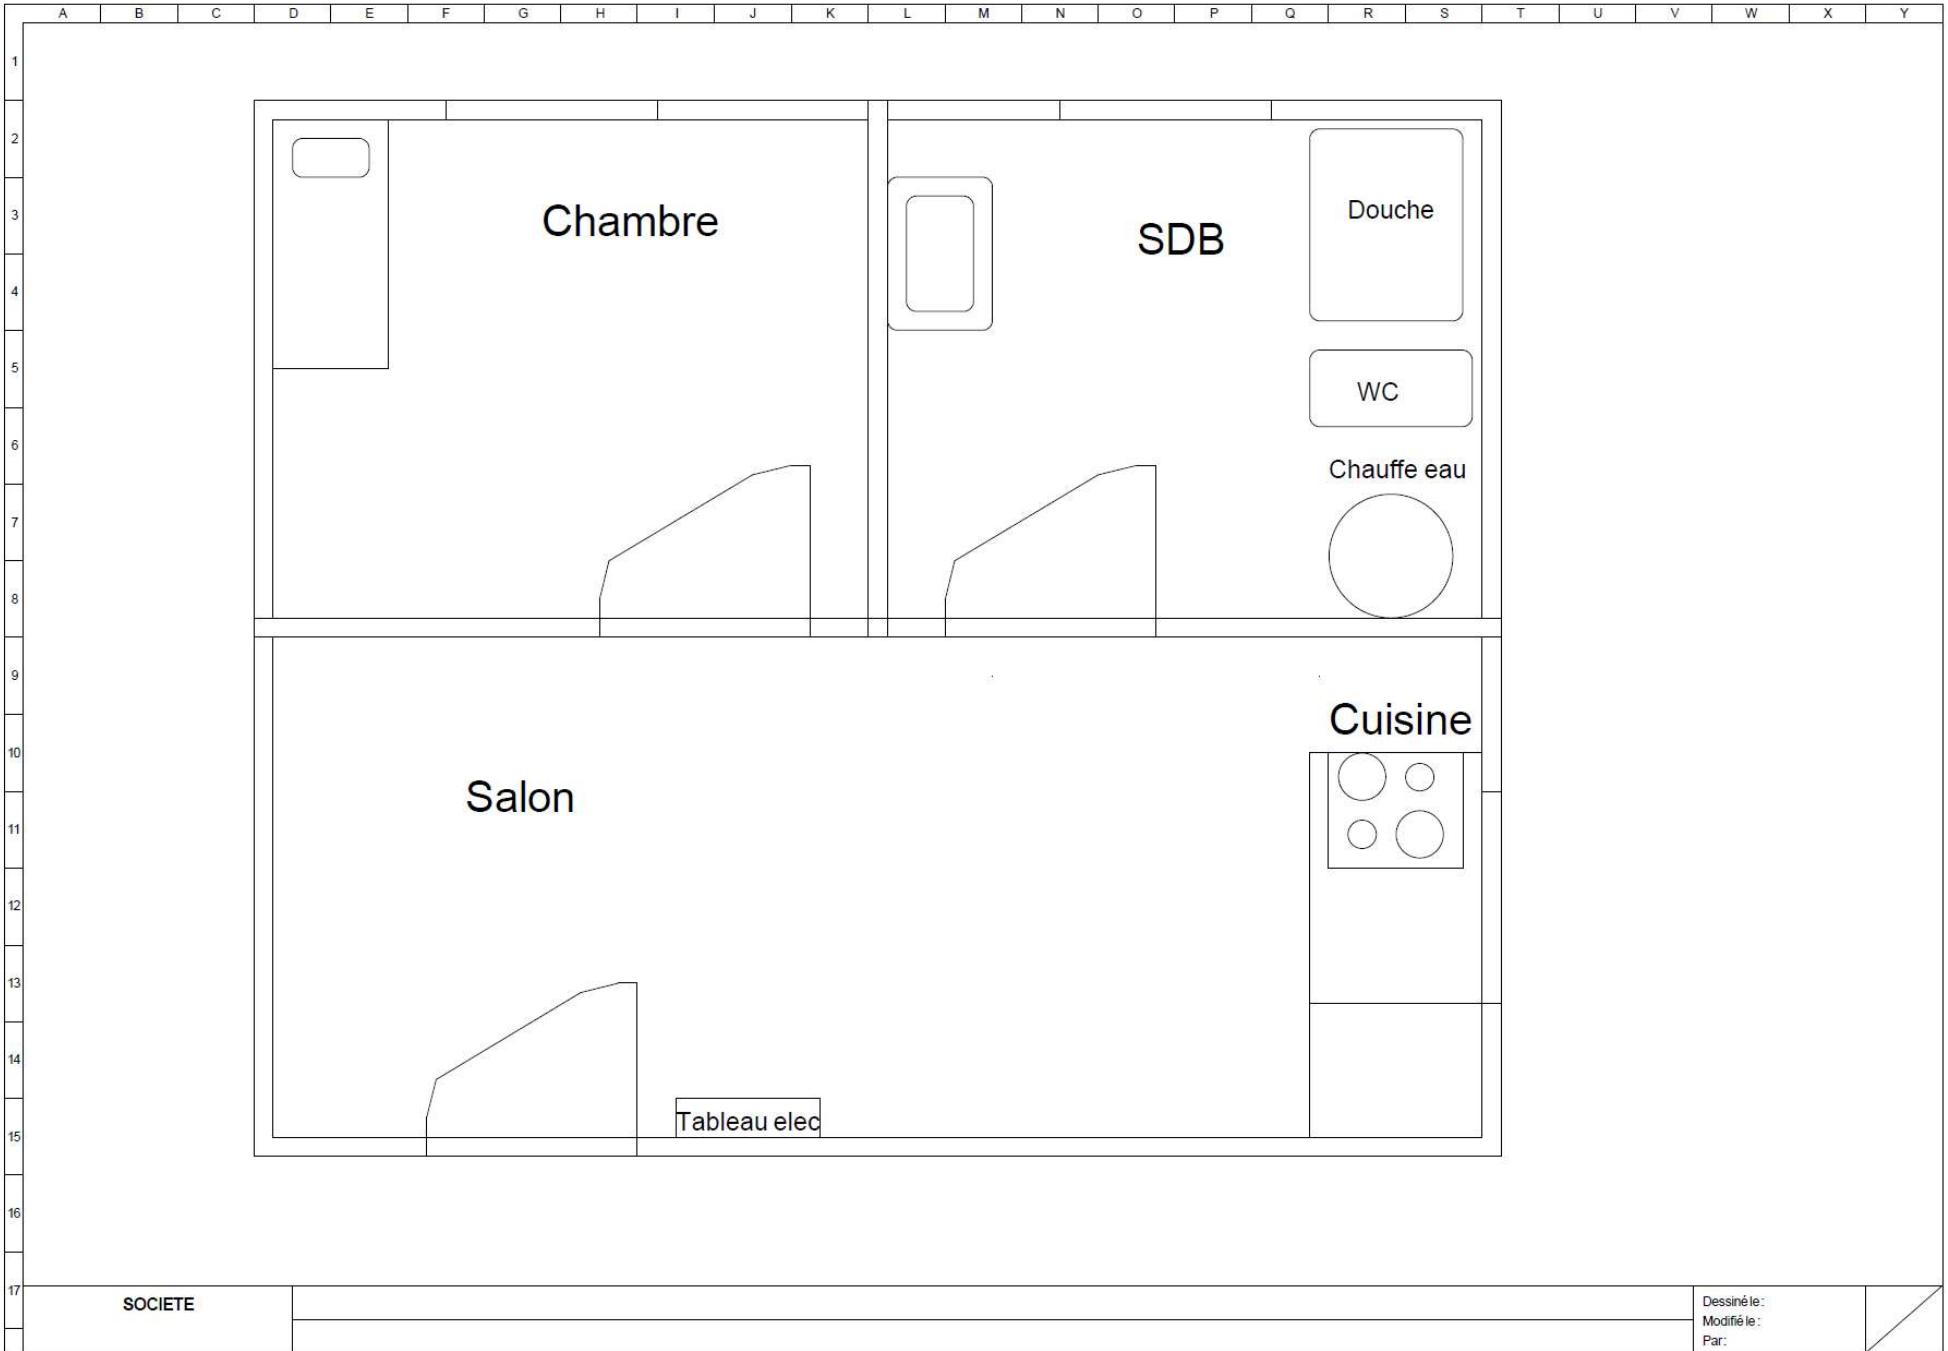 A B C D E F G H I J K L M N O P Q R S T U V W X Y
1
2
3
4
5
6
7
8
9
10
11
12
13
14
15
16
17
Chambre
SDB
Douche
WC
Chauffe eau
Cuisine
Salon
Tableau elec
SOCIETE
Dessiné le :
Modifié le :
Par :